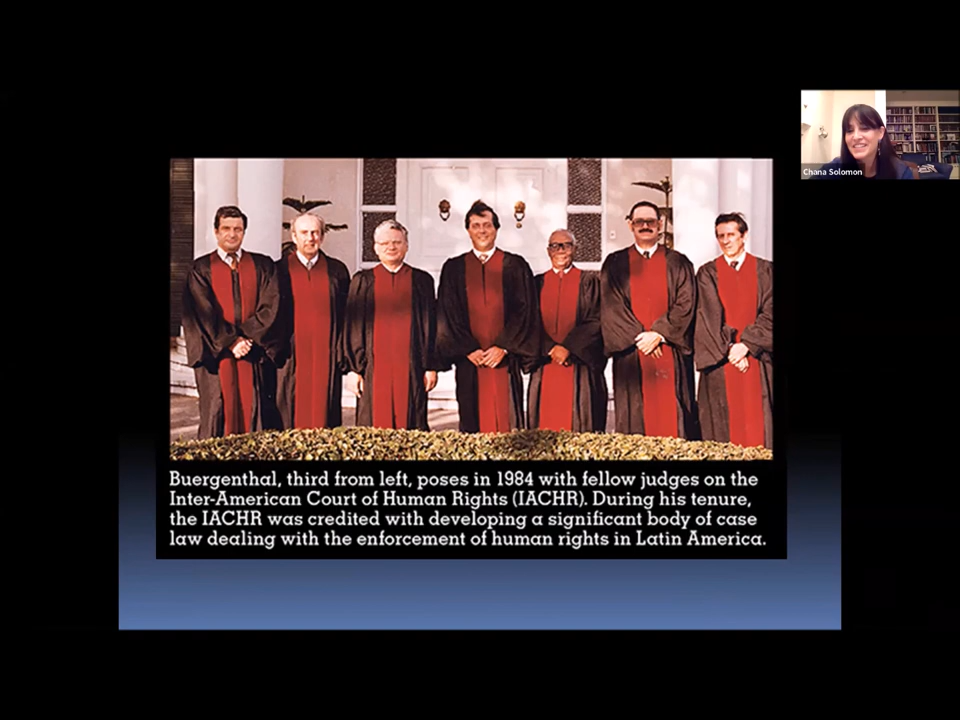 Chana Solomon
Buergenthal, third from left, poses in 1984 with fellow judges on the
Inter-American Court of Human Rights (IACHR). During his tenure,
the IACHR was credited with developing a significant body of case
law dealing with the enforcement of human rights in Latin America.